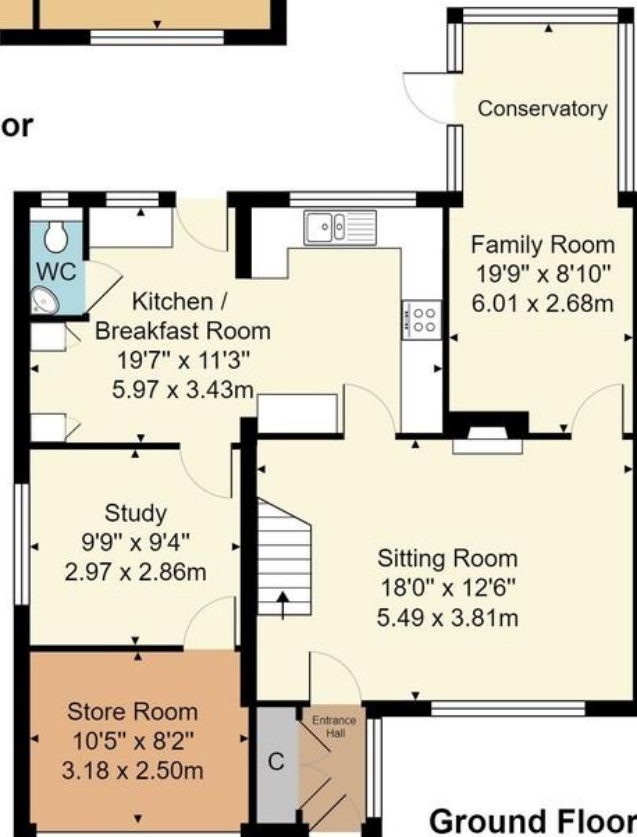 or
Conservatory
WC
Kitchen /
Breakfast Room
19'7" x 11'3"
5.97 x 3.43m
Family Room
19'9" x 8'10"
6.01 x 2.68m
Study
9'9" x 9'4"
2.97 x 2.86m
Sitting Room
18'0" x 12'6"
5.49 x 3.81m
Store Room
10'5" x 8'2"
3.18 x 2.50m
C
Entrance
Hall
Ground Floor